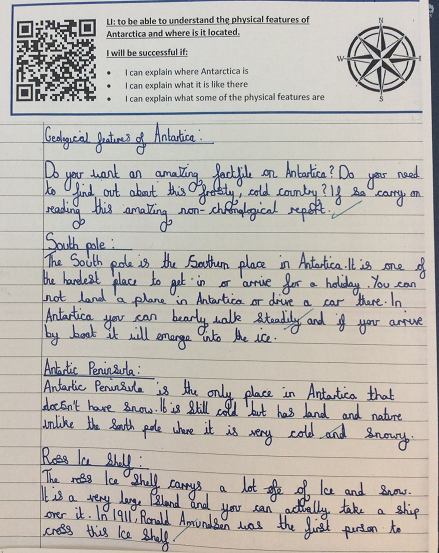 LI: to be able to understand the physical features of
Antarctica and where is it located.
I will be successful if:
• I can explain where Antarctica is
• I can explain what it is like there
• I can explain what some of the physical features are
N
W
E
S
Geological features of Antartica:
Do you want an amazing factfile on Antartica? Do you need
to find out about this frosty, cold country? If so carry on
reading this amazing non-chronological report.
South pole:
The South pole is the Southurn place in Antartica. It is one of
the hardest place to get in or arrive for a holiday. You can
not land a plane in Antartica or drive a car there. In
Antartica you can bearly walk Steadily and if you arrive
by boat it will emerge into the ice.
Antartic Peninsula:
Antartic Peninsula is the only place in Antartica that
doesn't have snow. It is still cold but has land and nature
unlike the South pole where it is very cold and snowy.
Ross Ice Shelf:
The ross Ice Shelf carrys a lot of Ice and snow.
It is a very large Island and you can actually take a ship
over it. In 1911, Ronald Amundsen was the first person to
cross this Ice Shelf.